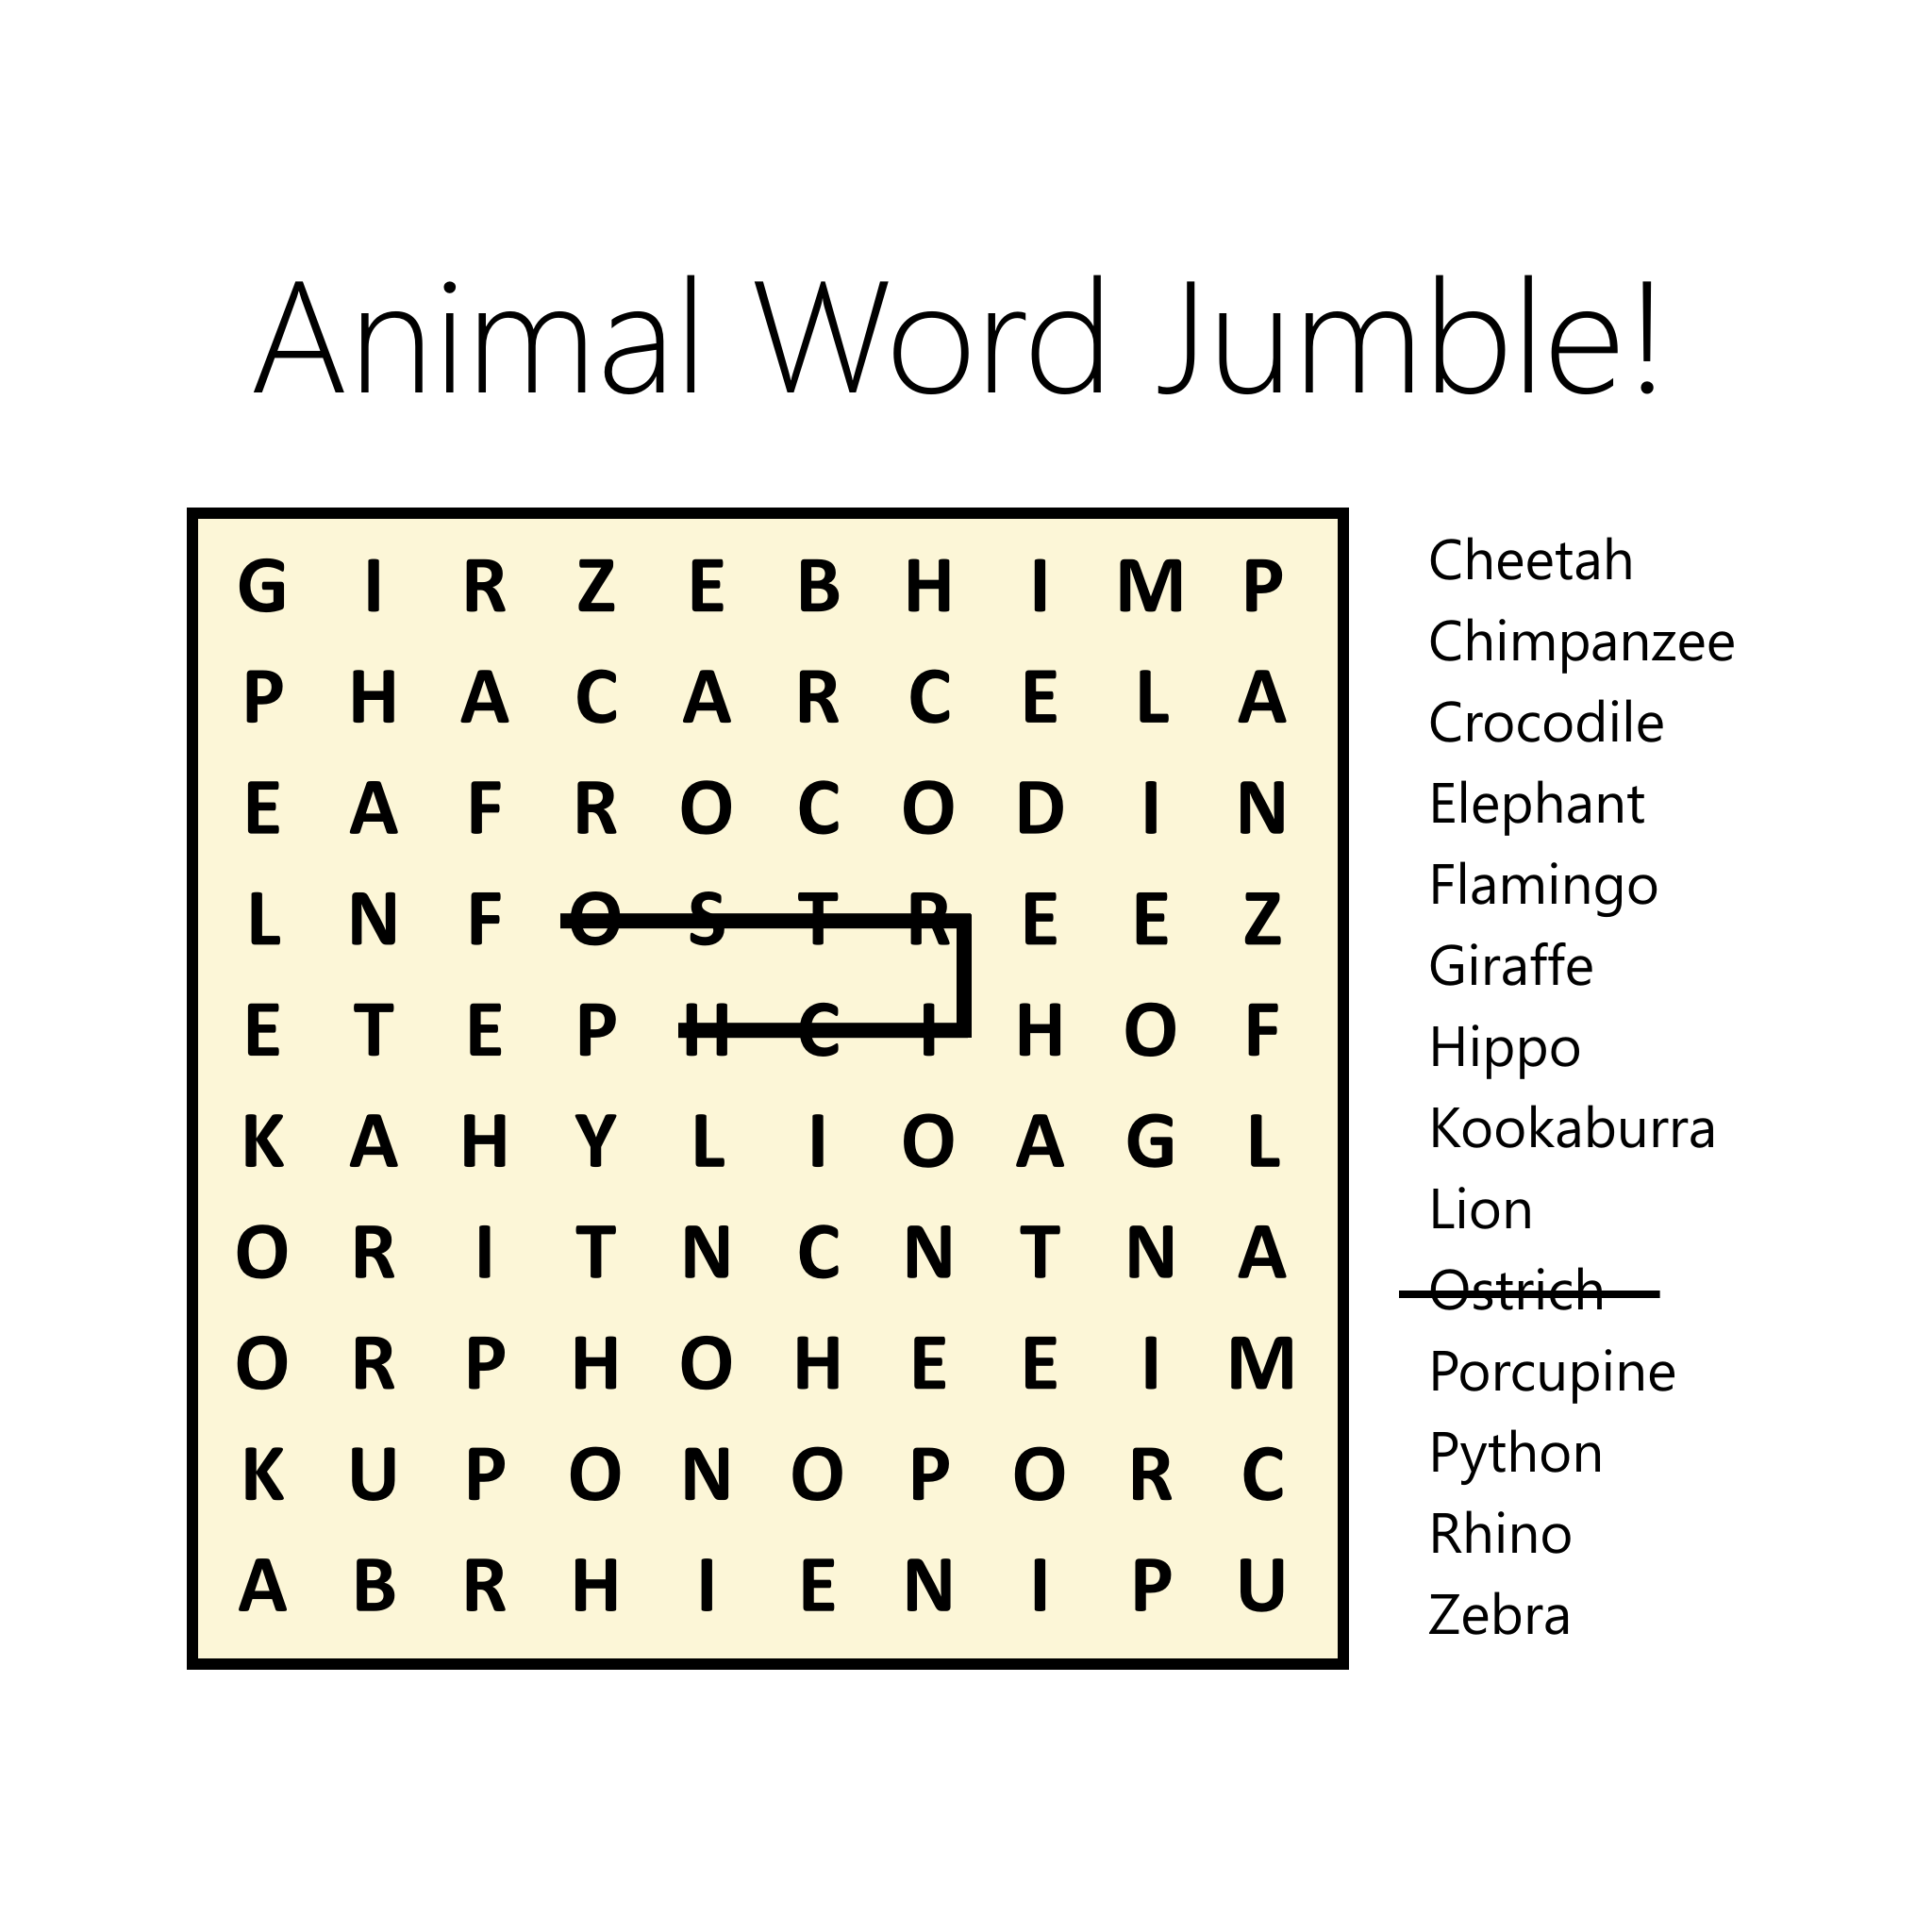 Animal Word Jumble!
G I R Z E B H I M P
P H A C A R C E L A
E A F R O C O D I N
L N F O S T R E E Z
E T E P H C I H O F
K A H Y L I O A G L
O R I T N C N T N A
O R P H O H E E I M
K U P O N O P O R C
A B R H I E N I P U
Cheetah
Chimpanzee
Crocodile
Elephant
Flamingo
Giraffe
Hippo
Kookaburra
Lion
Ostrich
Porcupine
Python
Rhino
Zebra